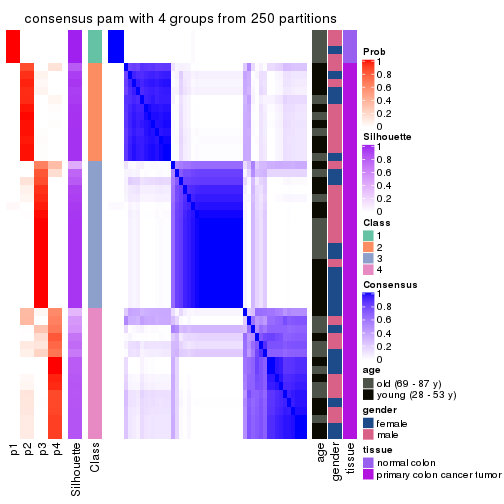 consensus pam with 4 groups from 250 partitions
Prob
1
0.8
0.6
0.4
0.2
0
Silhouette
1
0.8
0.6
0.4
0.2
0
Class
1
2
3
4
Consensus
1
0.8
0.6
0.4
0.2
0
age
old (69 - 87 y)
young (28 - 53 y)
gender
female
male
tissue
normal colon
primary colon cancer tumor
p1
p2
p3
p4
Silhouette
Class
age
gender
tissue